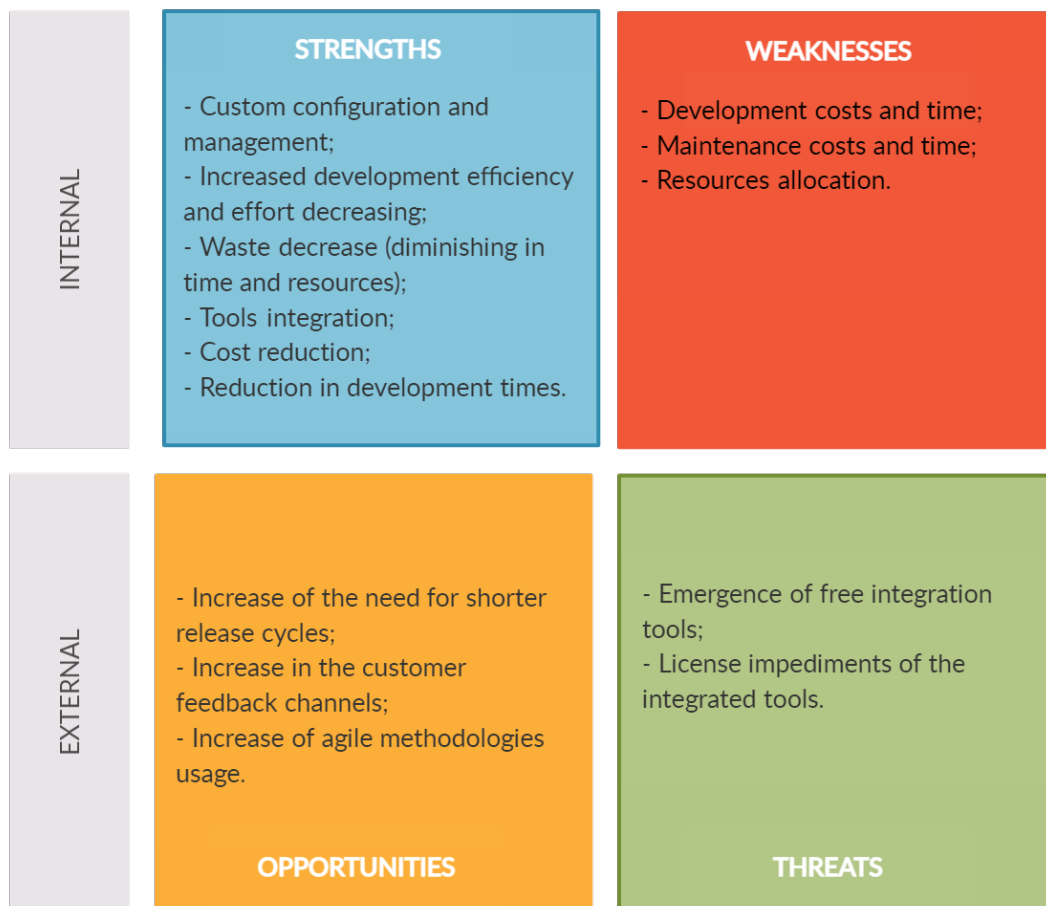 INTERNAL
STRENGTHS
- Custom configuration and
management;
- Increased development efficiency
and effort decreasing;
- Waste decrease (diminishing in
time and resources);
- Tools integration;
- Cost reduction;
- Reduction in development times.
WEAKNESSES
- Development costs and time;
- Maintenance costs and time;
- Resources allocation.
EXTERNAL
- Increase of the need for shorter
release cycles;
- Increase in the customer
feedback channels;
- Increase of agile methodologies
usage.
OPPORTUNITIES
- Emergence of free integration
tools;
- License impediments of the
integrated tools.
THREATS